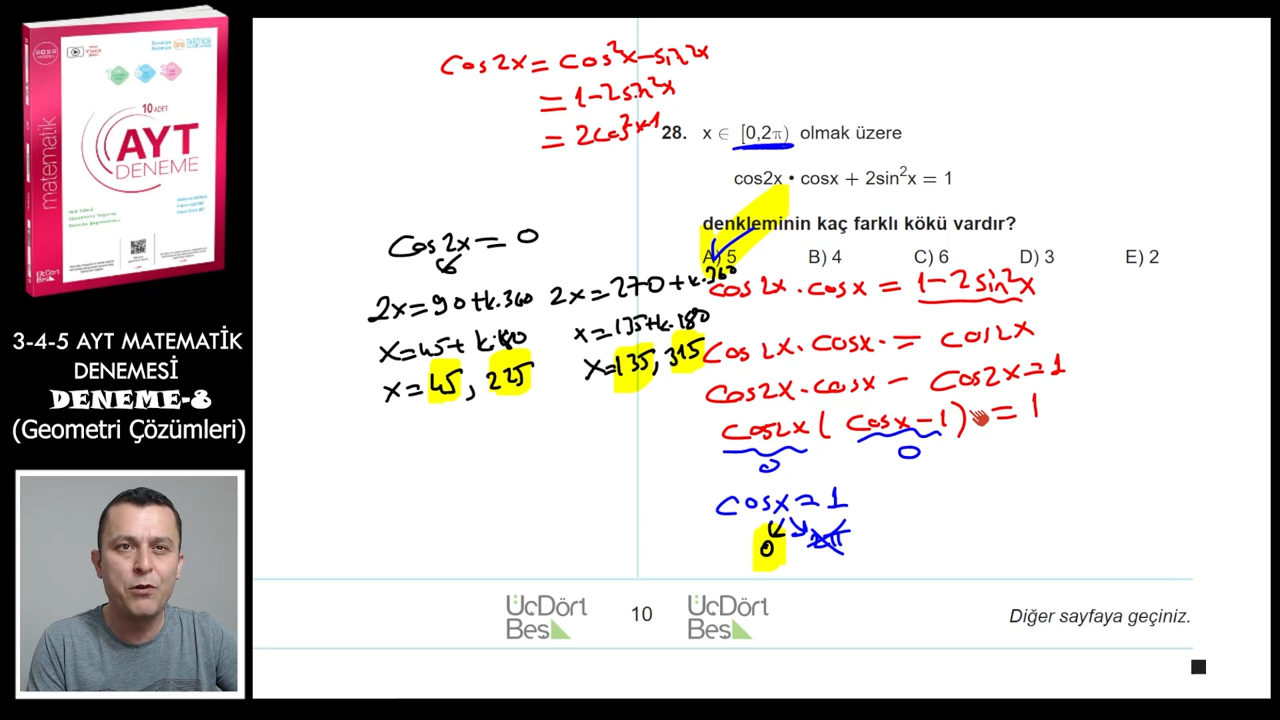 2022
10 ADET
AYT
DENEME
matematik
ÜçDört
Beş
3-4-5 AYT MATEMATİK
DENEMESİ
DENEME-8
(Geometri Çözümleri)
cos2x = cos²x-sin²x
= 1-2sin²x
= 2cos²x-1
28. x ∈ [0,2π) olmak üzere
cos2x • cosx + 2sin²x = 1
denkleminin kaç farklı kökü vardır?
A) 5 B) 4 C) 6 D) 3 E) 2
cos2x = 0
2x=90+k.360
x=45+k.180
x=45, 225
2x=270+k.360
x=135+k.180
x=135, 315
cos2x.cosx = 1-2sin²x
cos2x.cosx.= cos2x
cos2x.cosx - cos2x=1
cos2x( cosx-1) = 1
0 0
cosx=1
0 2π
ÜçDört
Beş
10
ÜçDört
Beş
Diğer sayfaya geçiniz.